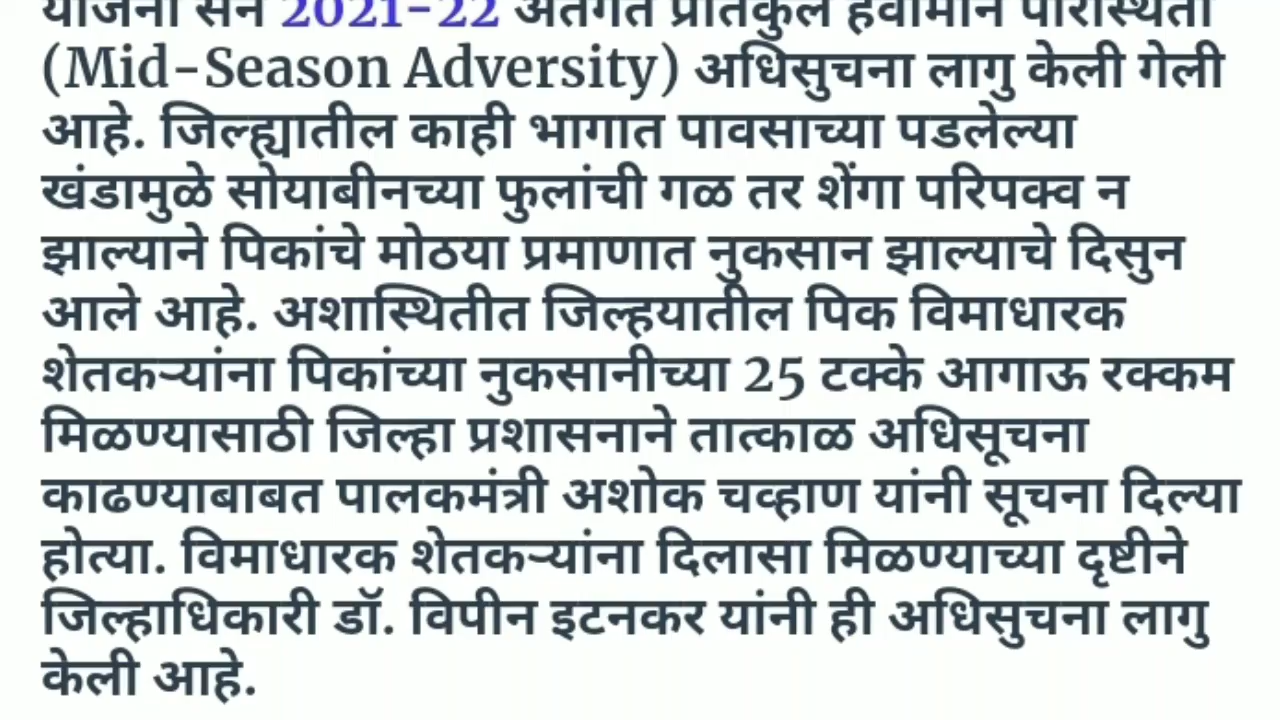 योजना सन 2021-22 अंतर्गत प्रतिकुल हवामान परिस्थिती
(Mid-Season Adversity) अधिसुचना लागु केली गेली
आहे. जिल्ह्यातील काही भागात पावसाच्या पडलेल्या
खंडामुळे सोयाबीनच्या फुलांची गळ तर शेंगा परिपक्व न
झाल्याने पिकांचे मोठया प्रमाणात नुकसान झाल्याचे दिसुन
आले आहे. अशास्थितीत जिल्हयातील पिक विमाधारक
शेतकऱ्यांना पिकांच्या नुकसानीच्या 25 टक्के आगाऊ रक्कम
मिळण्यासाठी जिल्हा प्रशासनाने तात्काळ अधिसूचना
काढण्याबाबत पालकमंत्री अशोक चव्हाण यांनी सूचना दिल्या
होत्या. विमाधारक शेतकऱ्यांना दिलासा मिळण्याच्या दृष्टीने
जिल्हाधिकारी डॉ. विपीन इटनकर यांनी ही अधिसुचना लागु
केली आहे.